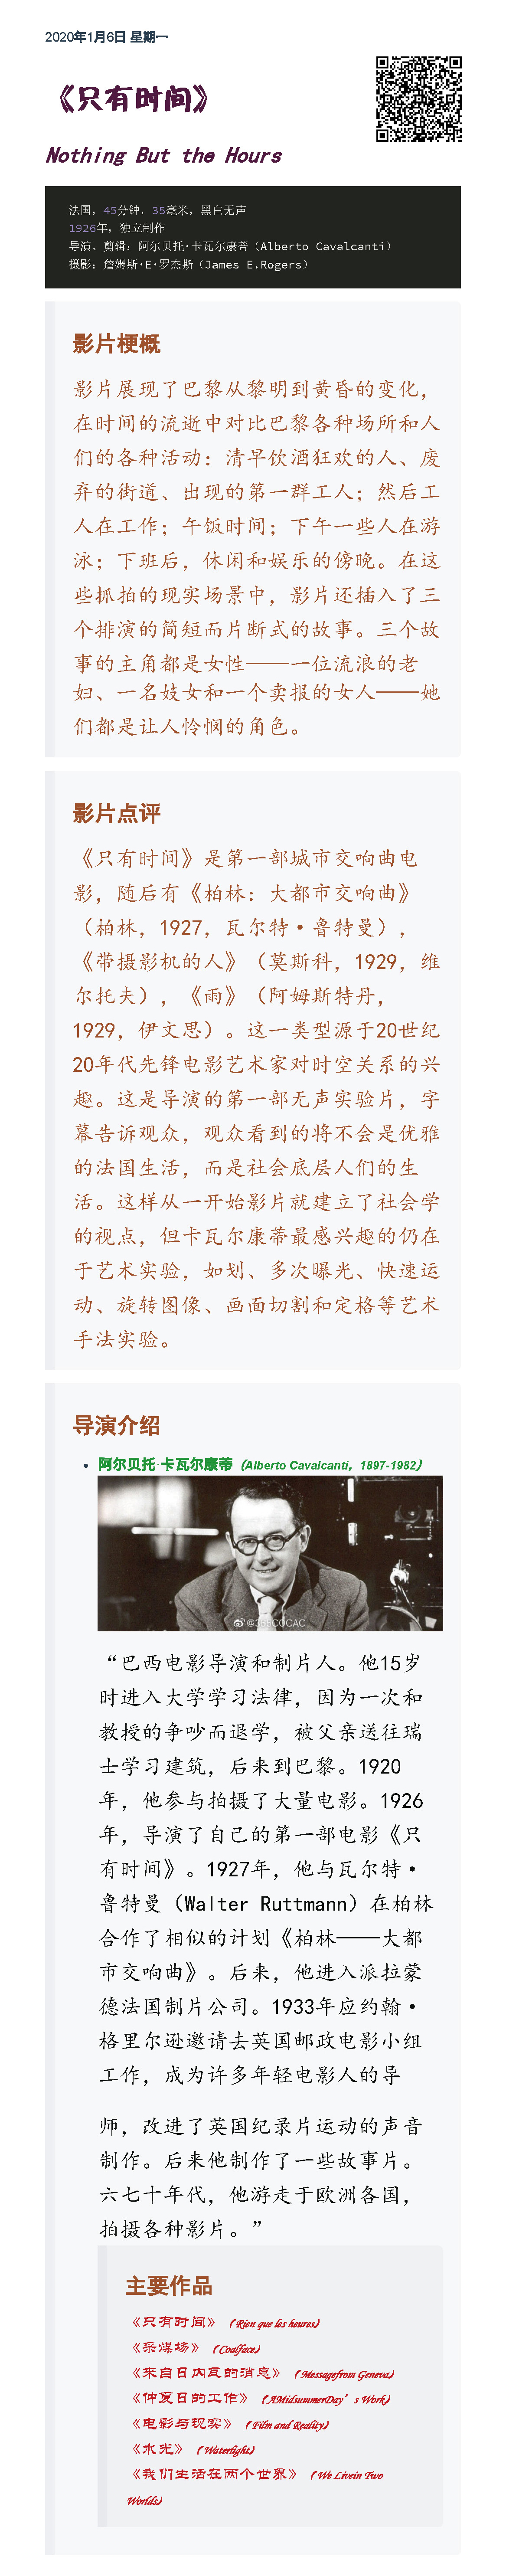 2020年1月6日 星期一
《只有时间》
Nothing But the Hours
法国，45分钟，35毫米，黑白无声
1926年，独立制作
导演、剪辑：阿尔贝托·卡瓦尔康蒂（Alberto Cavalcanti）
摄影：詹姆斯·E·罗杰斯（James E.Rogers）
影片梗概
影片展现了巴黎从黎明到黄昏的变化，
在时间的流逝中对比巴黎各种场所和人
们的各种活动：清早饮酒狂欢的人、废
弃的街道、出现的第一群工人；然后工
人在工作；午饭时间；下午一些人在游
泳；下班后，休闲和娱乐的傍晚。在这
些抓拍的现实场景中，影片还插入了三
个排演的简短而片断式的故事。三个故
事的主角都是女性——一位流浪的老
妇、一名妓女和一个卖报的女人——她
们都是让人怜悯的角色。
影片点评
《只有时间》是第一部城市交响曲电
影，随后有《柏林：大都市交响曲》
（柏林，1927，瓦尔特·鲁特曼），
《带摄影机的人》（莫斯科，1929，维
尔托夫），《雨》（阿姆斯特丹，
1929，伊文思）。这一类型源于20世纪
20年代先锋电影艺术家对时空关系的兴
趣。这是导演的第一部无声实验片，字
幕告诉观众，观众看到的将不会是优雅
的法国生活，而是社会底层人们的生
活。这样从一开始影片就建立了社会学
的视点，但卡瓦尔康蒂最感兴趣的仍在
于艺术实验，如划、多次曝光、快速运
动、旋转图像、画面切割和定格等艺术
手法实验。
导演介绍
阿尔贝托·卡瓦尔康蒂（Alberto Cavalcanti，1897-1982）
@36ECOCAC
“巴西电影导演和制片人。他15岁
时进入大学学习法律，因为一次和
教授的争吵而退学，被父亲送往瑞
士学习建筑，后来到巴黎。1920
年，他参与拍摄了大量电影。1926
年，导演了自己的第一部电影《只
有时间》。1927年，他与瓦尔特·
鲁特曼（Walter Ruttmann）在柏林
合作了相似的计划《柏林——大都
市交响曲》。后来，他进入派拉蒙
德法国制片公司。1933年应约翰·
格里尔逊邀请去英国邮政电影小组
工作，成为许多年轻电影人的导
师，改进了英国纪录片运动的声音
制作。后来他制作了一些故事片。
六七十年代，他游走于欧洲各国，
拍摄各种影片。”
主要作品
《只有时间》（Rien que les heures）
《采煤场》（Coalface）
《来自日内瓦的消息》（Messagefrom Geneva）
《仲夏日的工作》（AMidsummerDay’s Work）
《电影与现实》（Film and Reality）
《水光》（Waterlight）
《我们生活在两个世界》（We Livein Two
Worlds）